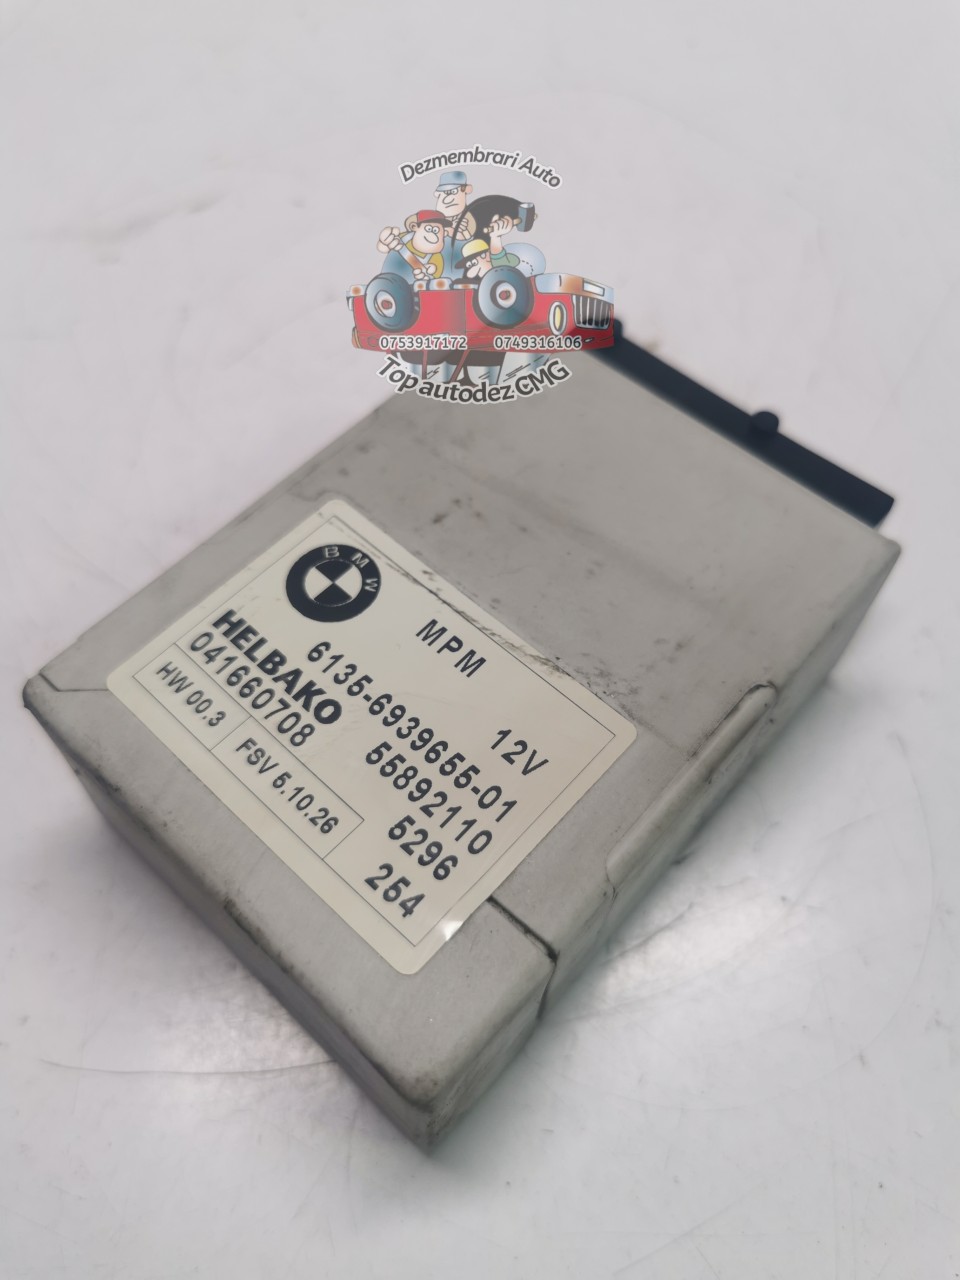 Dezmembrari Auto
0753917172 0749316106
Top autodez CMG
BMW
MPM 12V
6135-6939655-01
HELBAKO 55892110
041660708 5296
HW 00.3 FSV 5.10.26 254